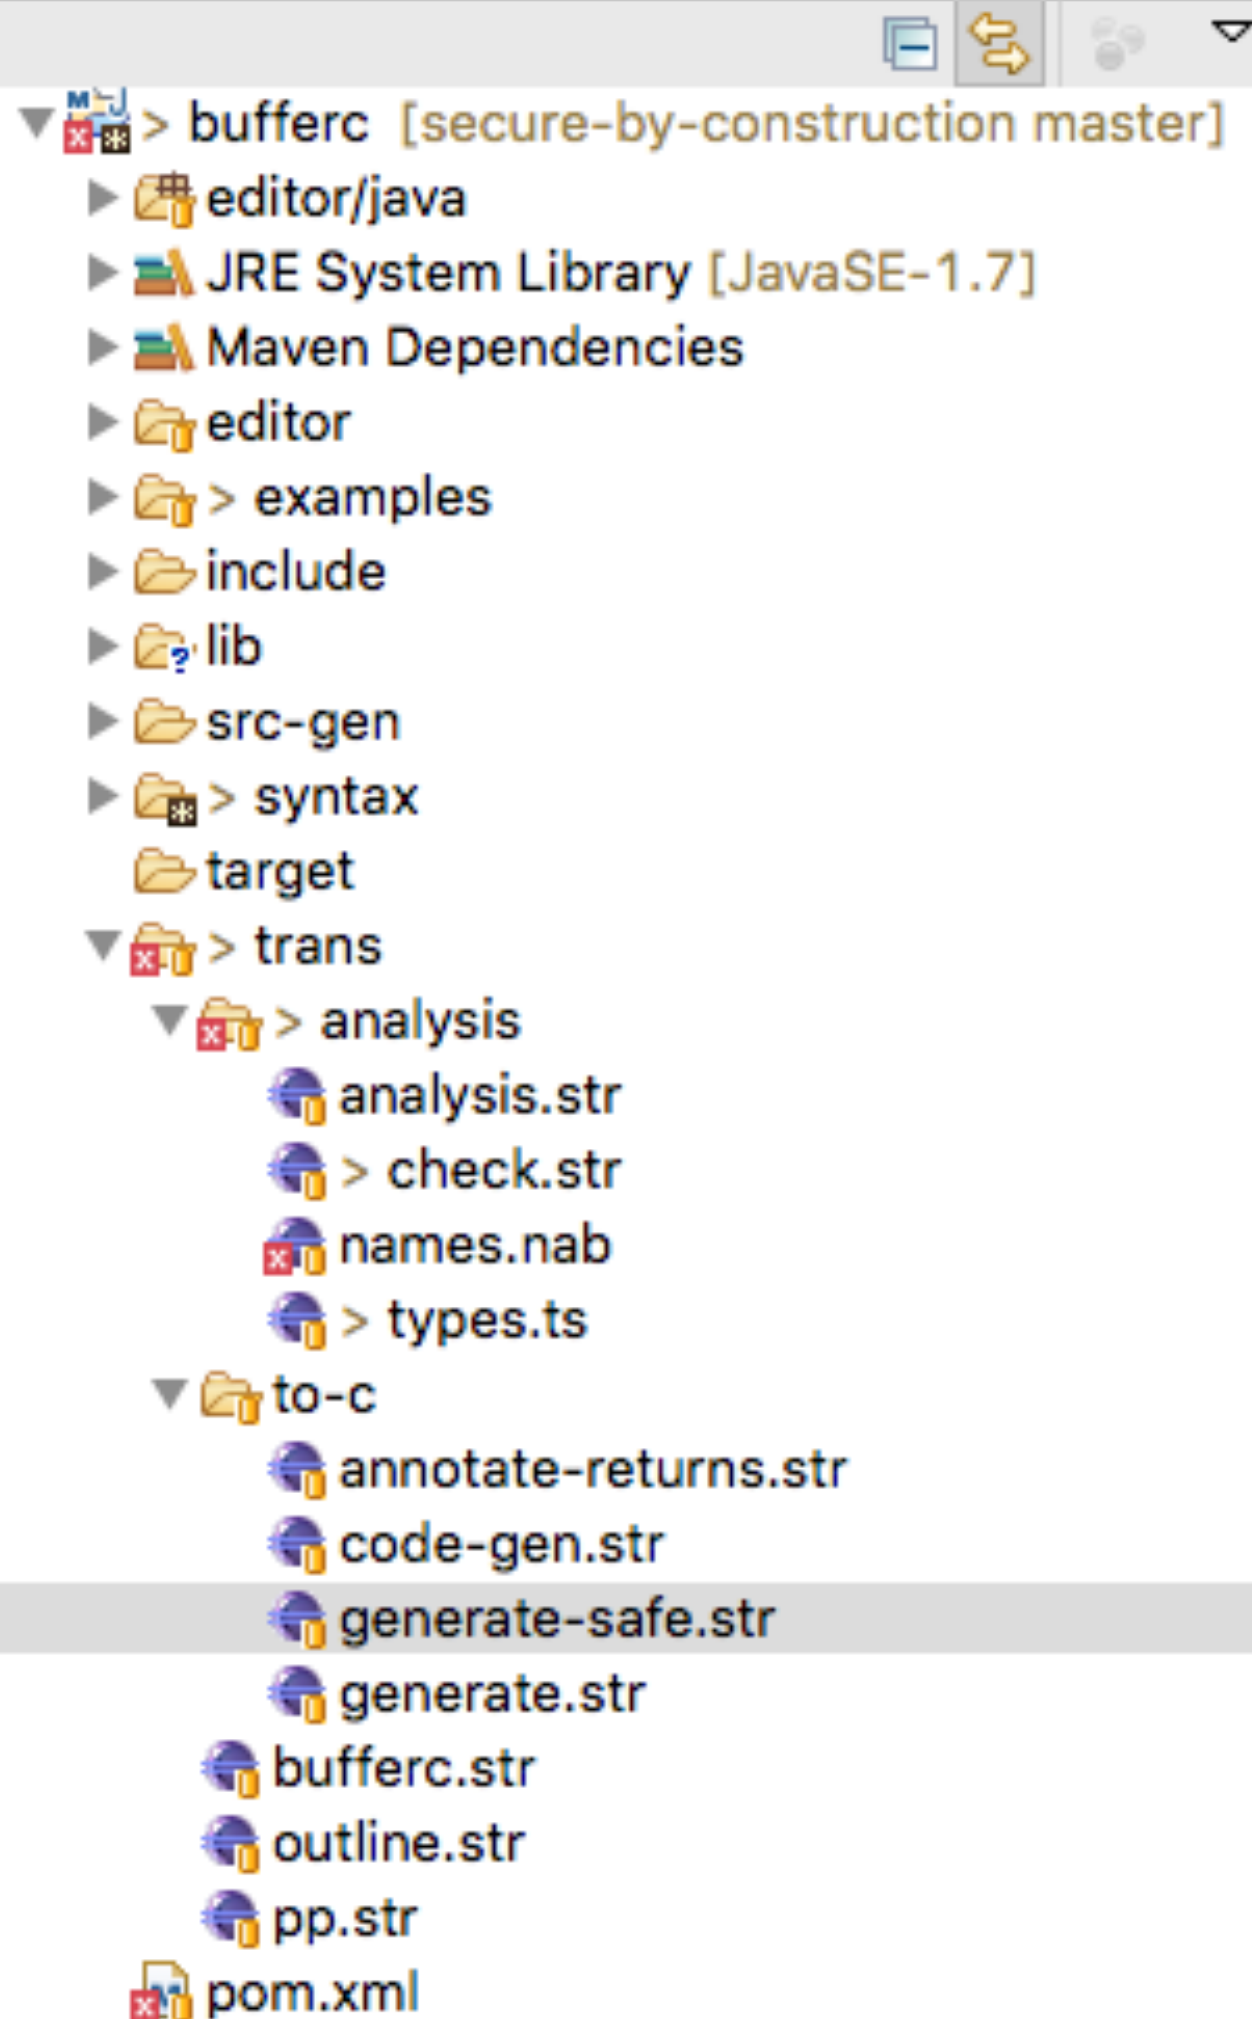 > bufferc [secure-by-construction master]
editor/java
JRE System Library [JavaSE-1.7]
Maven Dependencies
editor
> examples
include
lib
src-gen
> syntax
target
> trans
> analysis
analysis.str
> check.str
names.nab
> types.ts
to-c
annotate-returns.str
code-gen.str
generate-safe.str
generate.str
bufferc.str
outline.str
pp.str
pom.xml